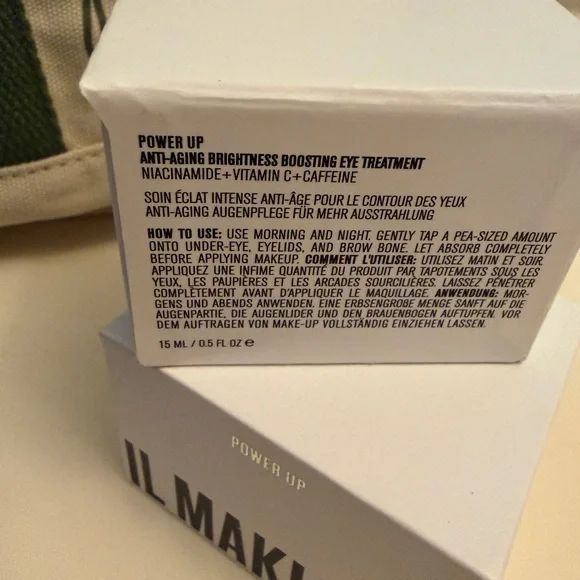 POWER UP
ANTI-AGING BRIGHTNESS BOOSTING EYE TREATMENT
NIACINAMIDE+VITAMIN C+CAFFEINE
SOIN ÉCLAT INTENSE ANTI-ÂGE POUR LE CONTOUR DES YEUX
ANTI-AGING AUGENPFLEGE FÜR MEHR AUSSTRAHLUNG
HOW TO USE: USE MORNING AND NIGHT. GENTLY TAP A PEA-SIZED AMOUNT
ONTO UNDER-EYE, EYELIDS, AND BROW BONE. LET ABSORB COMPLETELY
BEFORE APPLYING MAKEUP. COMMENT L'UTILISER: UTILISEZ MATIN ET SOIR.
APPLIQUEZ UNE INFIME QUANTITÉ DU PRODUIT PAR TAPOTEMENTS SOUS LES
YEUX, LES PAUPIÈRES ET LES ARCADES SOURCILIÈRES. LAISSEZ PÉNÉTRER
COMPLÈTEMENT AVANT D'APPLIQUER LE MAQUILLAGE. ANWENDUNG: MOR-
GENS UND ABENDS ANWENDEN. EINE ERBSENGROBE MENGE SANFT AUF DIE
AUGENPARTIE, DIE AUGENLIDER UND DEN BRAUENBOGEN AUFTUPFEN. VOR
DEM AUFTRAGEN VON MAKE-UP VOLLSTÄNDIG EINZIEHEN LASSEN.
15 ML / 0.5 FL OZ ℮
POWER UP
IL MAKI